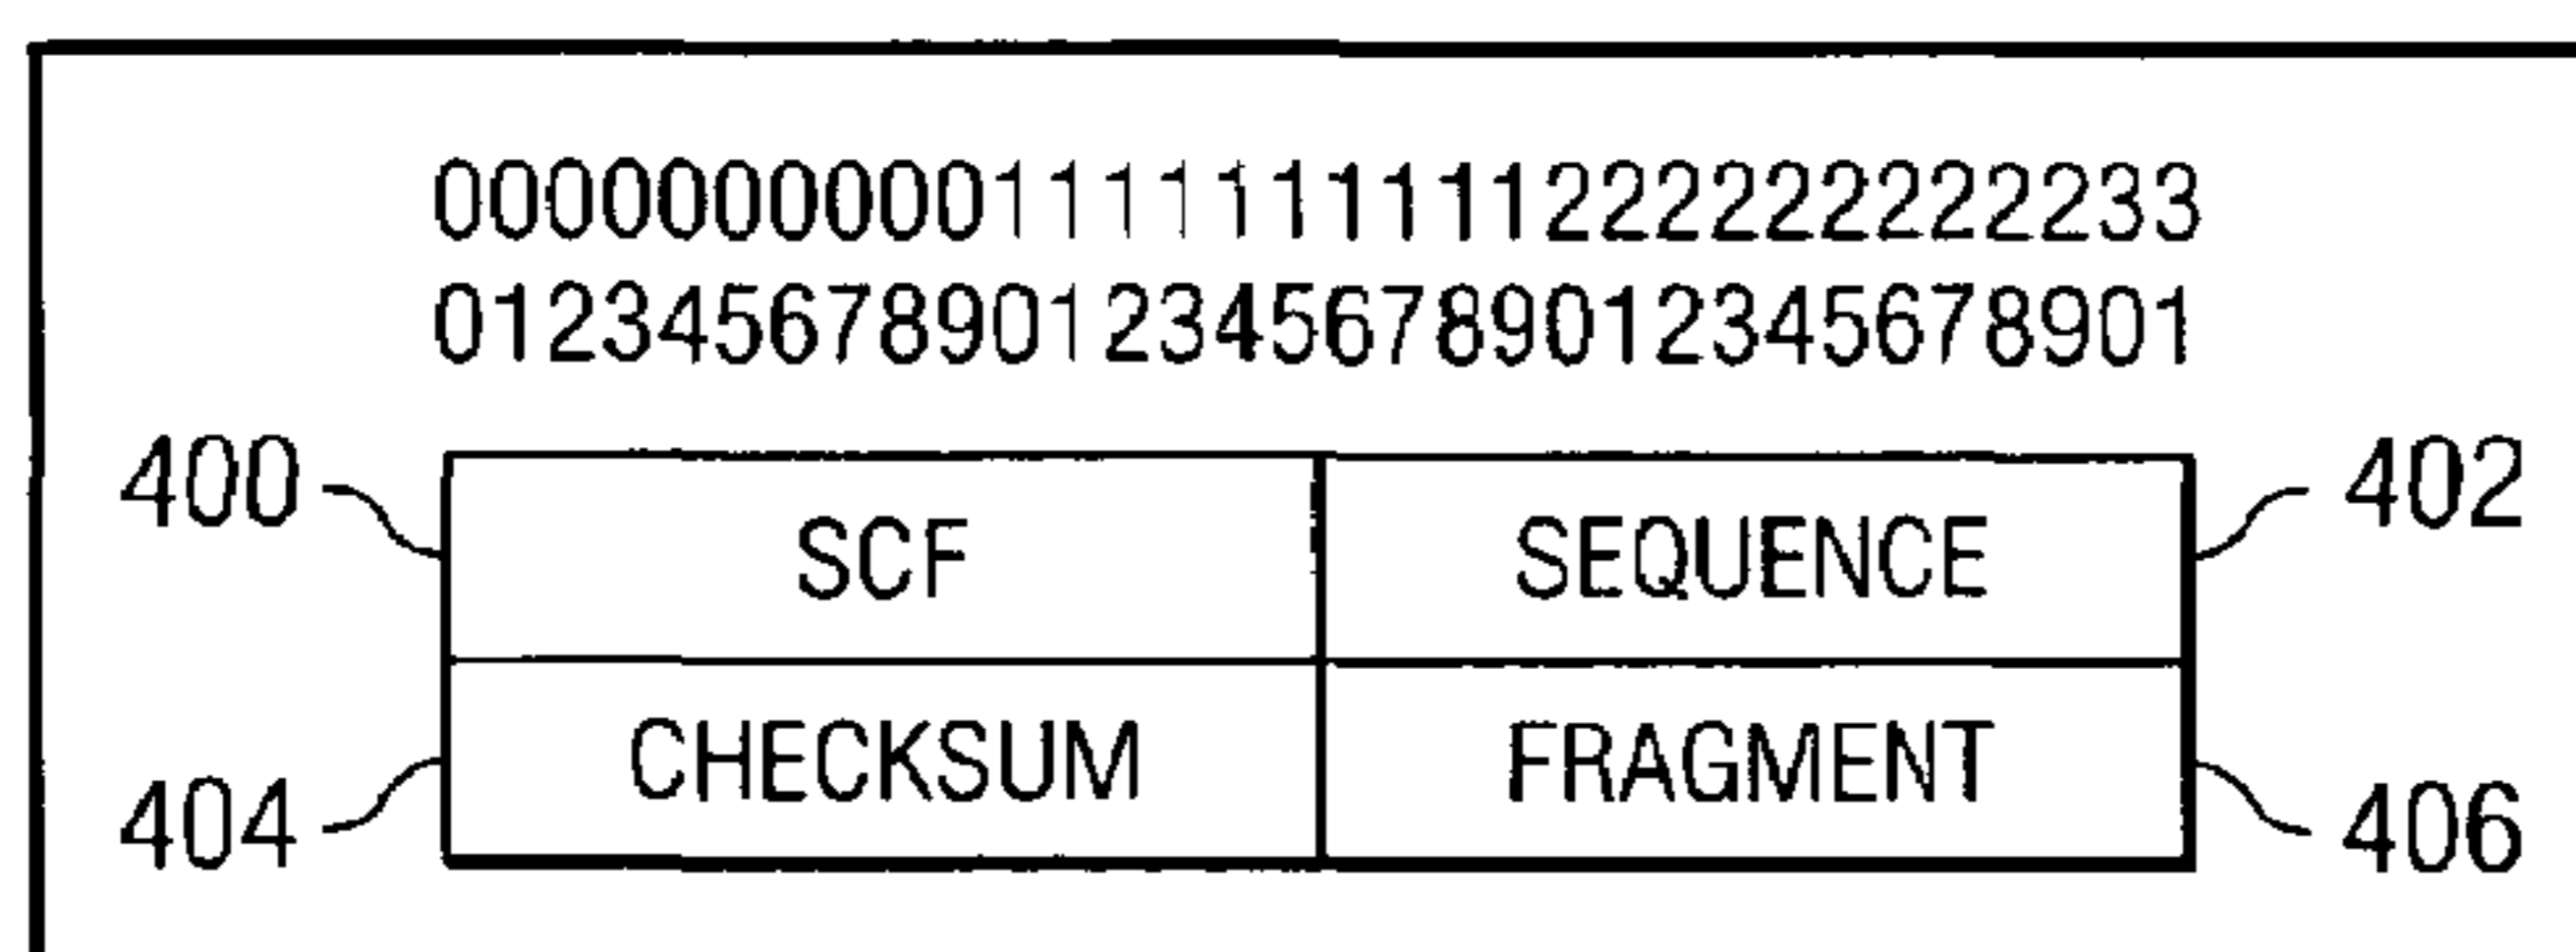 00000000001111111111222222222233
01234567890123456789012345678901
400 SCF SEQUENCE 402
404 CHECKSUM FRAGMENT 406